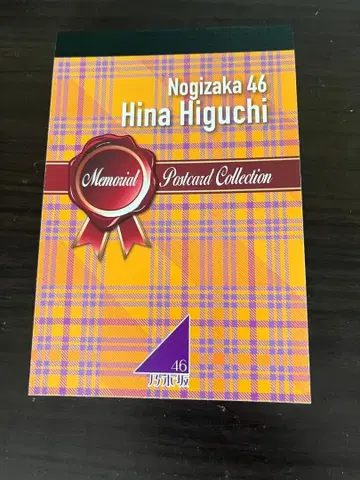 Nogizaka 46
Hina Higuchi
Memorial Postcard Collection
46
乃木坂